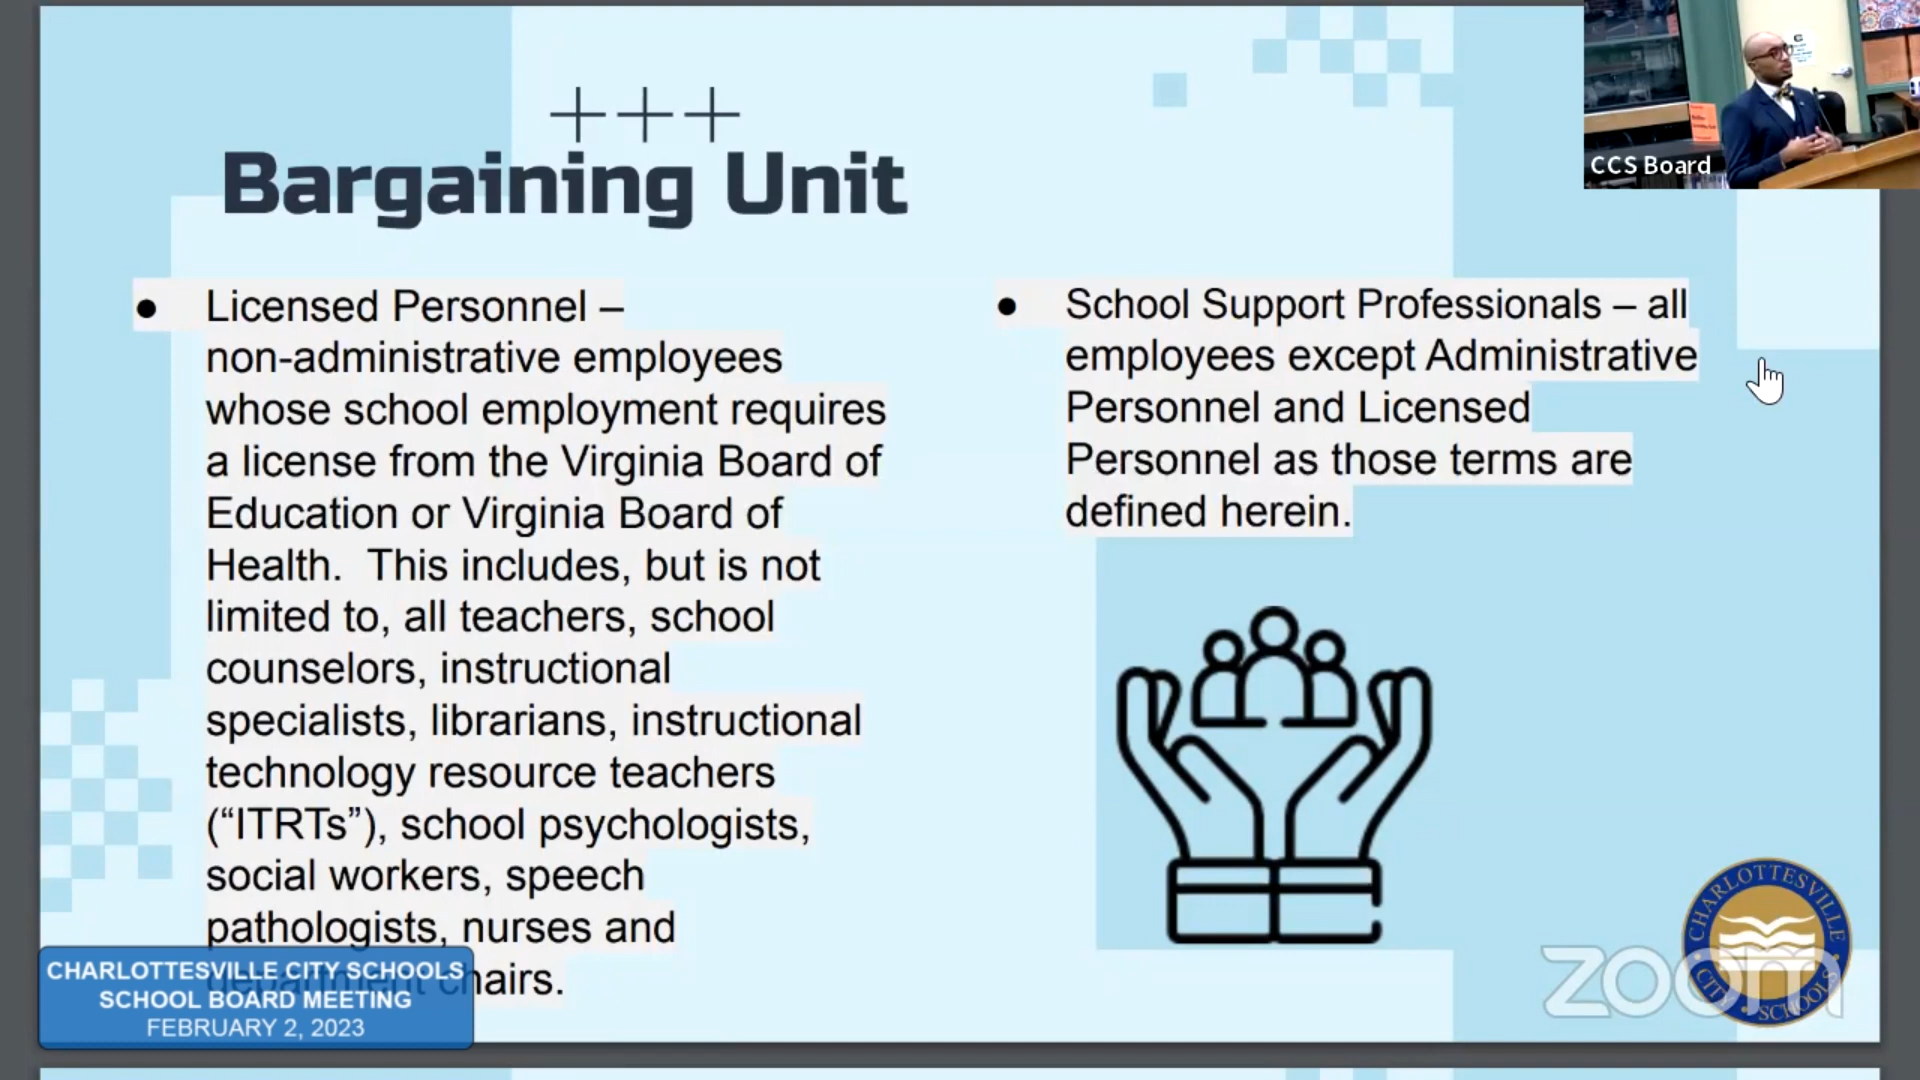 Bargaining Unit
CCS Board
● Licensed Personnel –
non-administrative employees
whose school employment requires
a license from the Virginia Board of
Education or Virginia Board of
Health.  This includes, but is not
limited to, all teachers, school
counselors, instructional
specialists, librarians, instructional
technology resource teachers
(“ITRTs”), school psychologists,
social workers, speech
pathologists, nurses and
department chairs.
● School Support Professionals – all
employees except Administrative
Personnel and Licensed
Personnel as those terms are
defined herein.
CHARLOTTESVILLE CITY SCHOOLS
SCHOOL BOARD MEETING
FEBRUARY 2, 2023
CHARLOTTESVILLE
CITY SCHOOLS
zoom